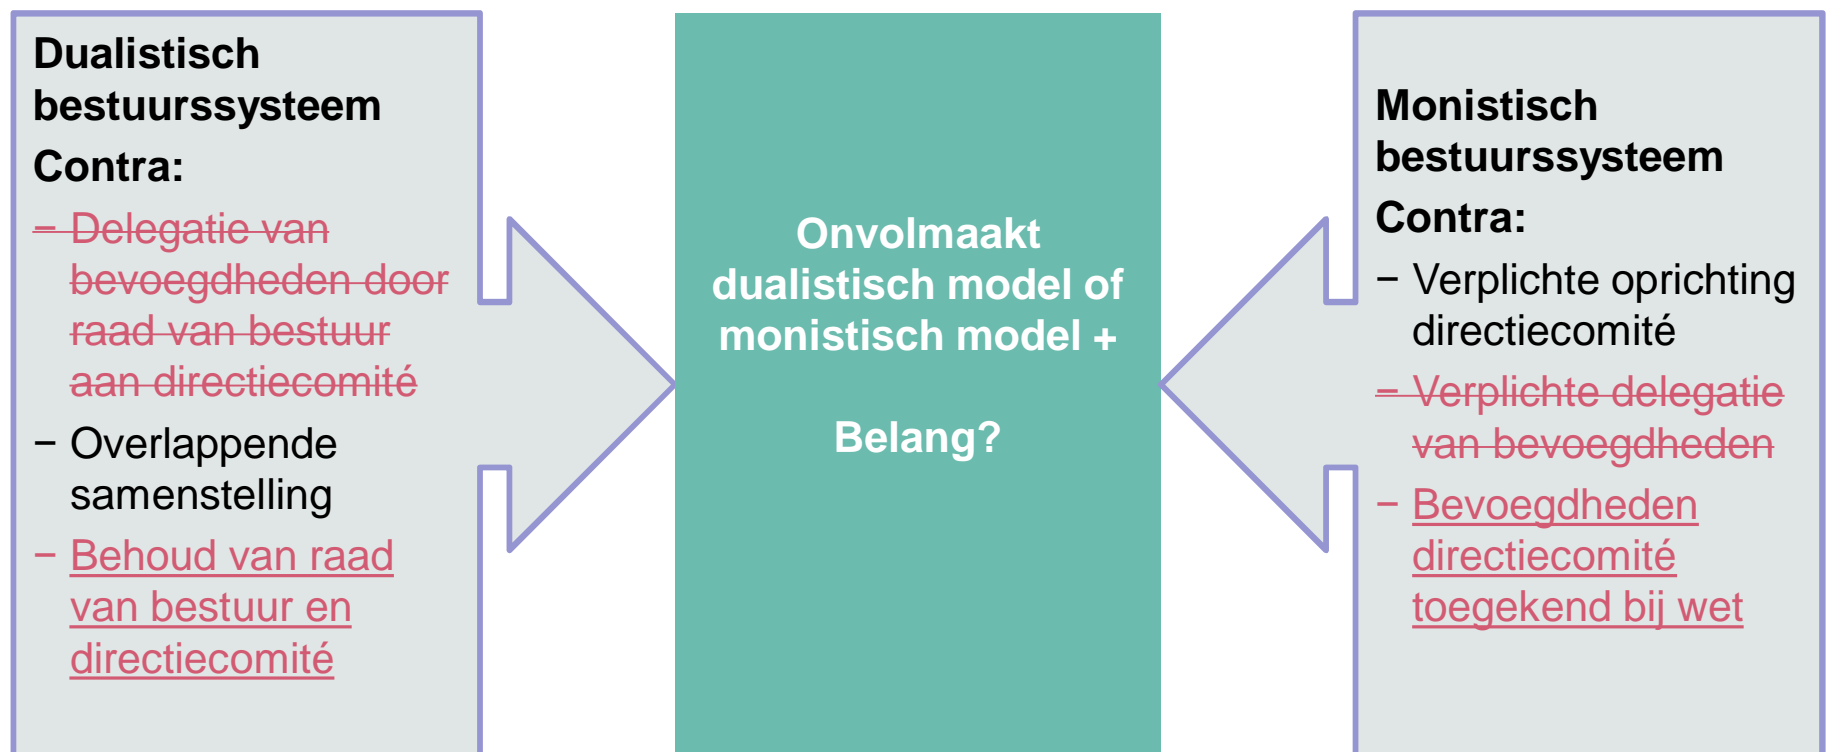 Dualistisch
bestuurssysteem
Contra:
− Delegatie van
bevoegdheden door
raad van bestuur
aan directiecomité
− Overlappende
samenstelling
− Behoud van raad
van bestuur en
directiecomité
Onvolmaakt
dualistisch model of
monistisch model +
Belang?
Monistisch
bestuurssysteem
Contra:
− Verplichte oprichting
directiecomité
− Verplichte delegatie
van bevoegdheden
− Bevoegdheden
directiecomité
toegekend bij wet